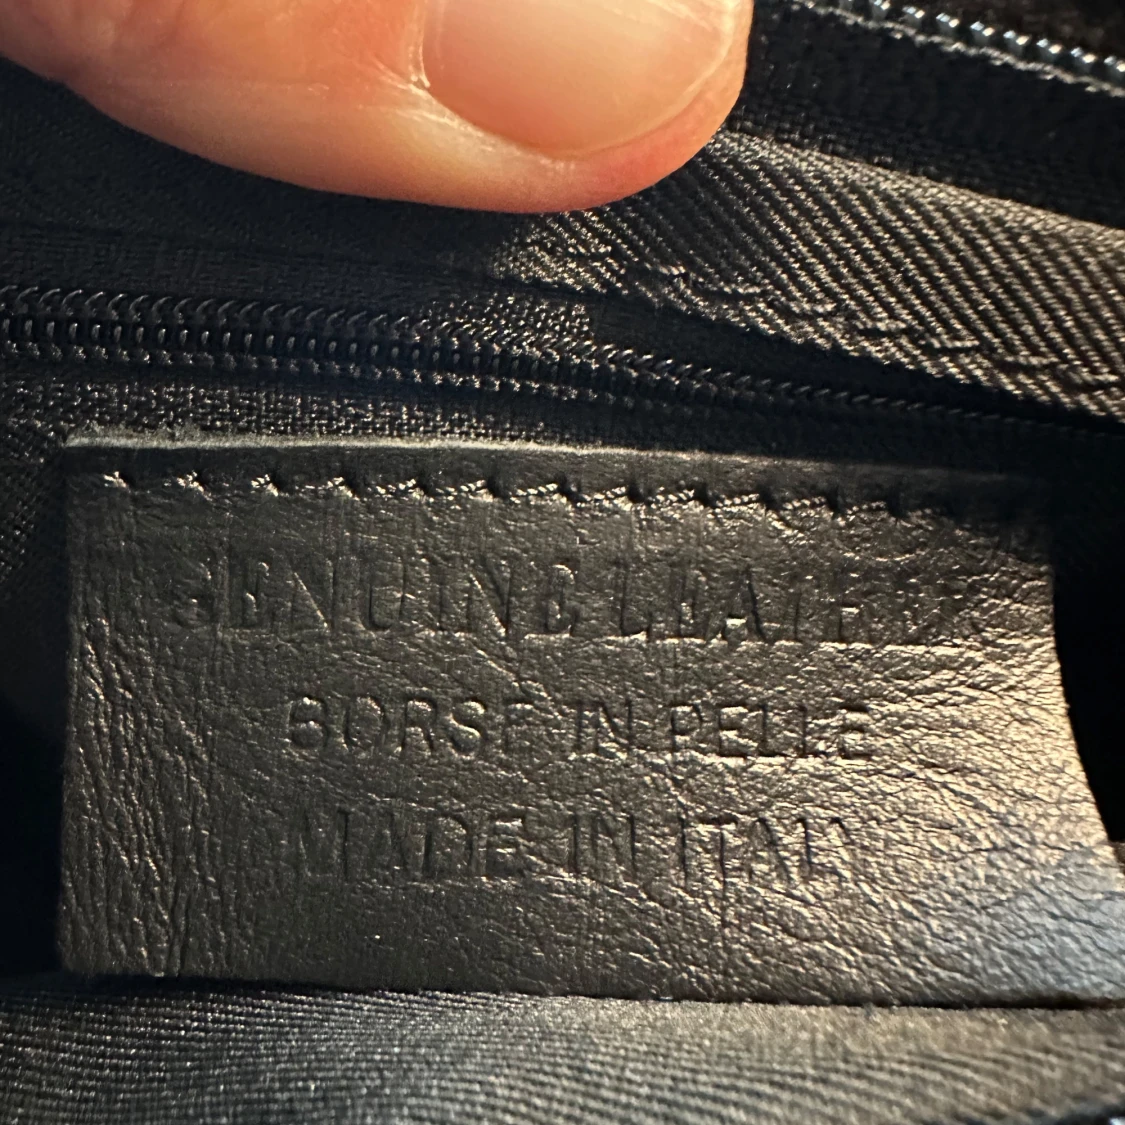 GENUINE LEATHER
BORSE IN PELLE
MADE IN ITALY